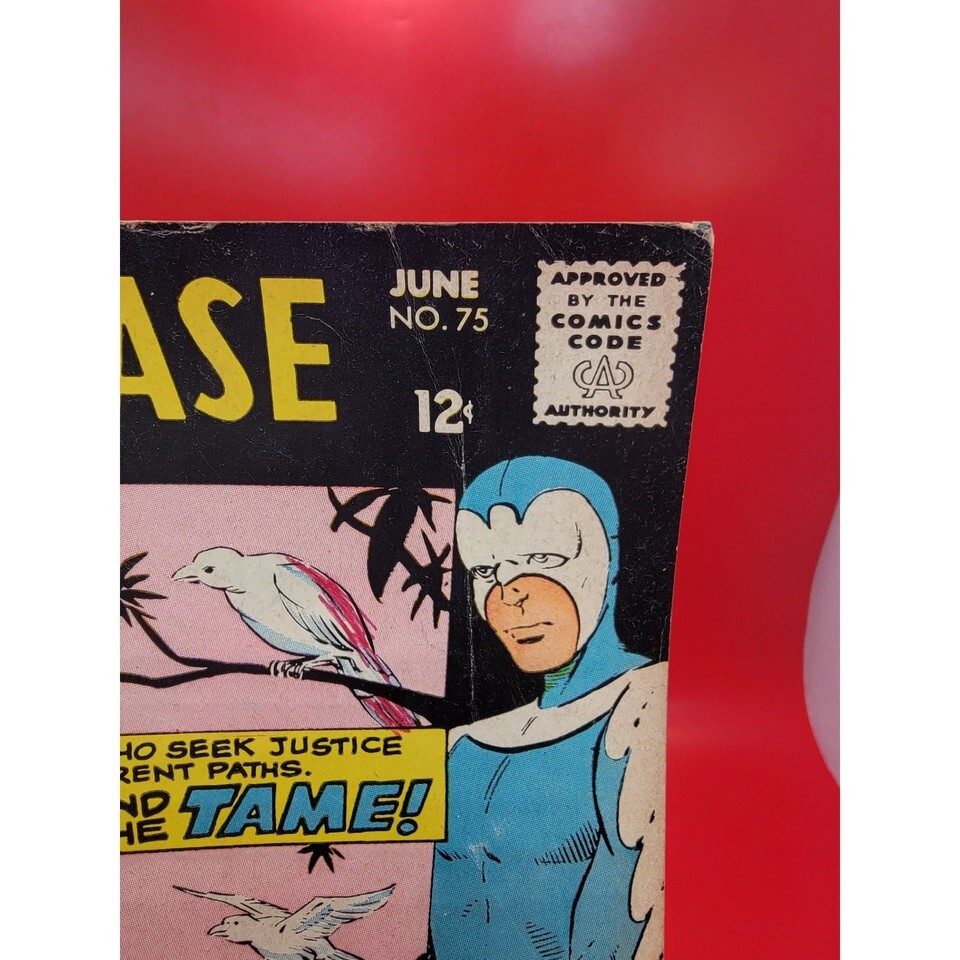 ASE
JUNE
NO. 75
12¢
APPROVED
BY THE
COMICS
CODE
CA
AUTHORITY
HO SEEK JUSTICE
RENT PATHS.
ND
HE TAME!